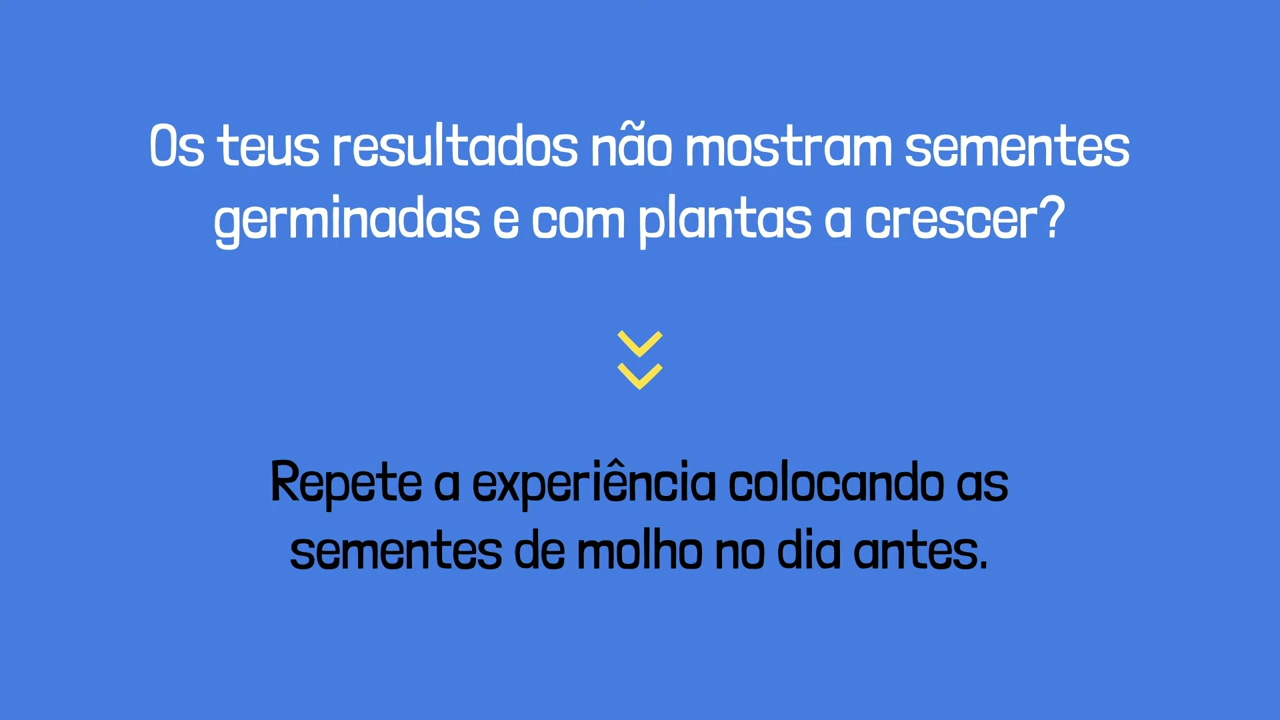 Os teus resultados não mostram sementes
germinadas e com plantas a crescer?
Repete a experiência colocando as
sementes de molho no dia antes.